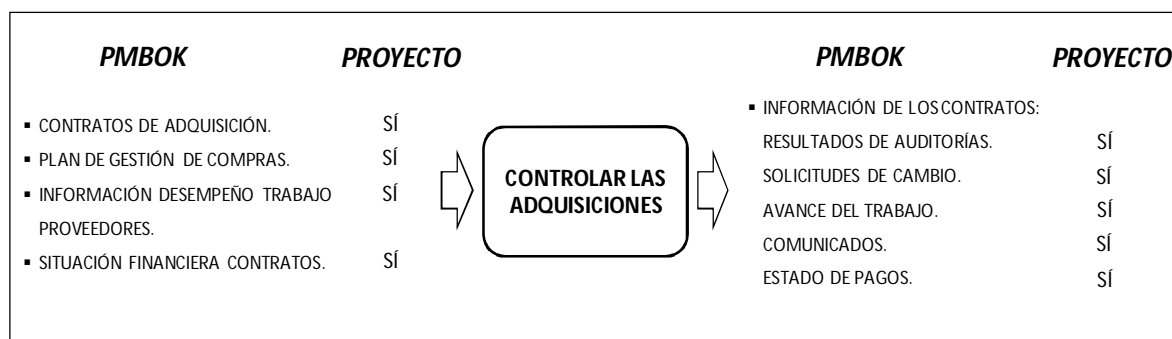 PMBOK PROYECTO
▪ CONTRATOS DE ADQUISICIÓN. SÍ
▪ PLAN DE GESTIÓN DE COMPRAS. SÍ
▪ INFORMACIÓN DESEMPEÑO TRABAJO SÍ
PROVEEDORES.
▪ SITUACIÓN FINANCIERA CONTRATOS. SÍ
CONTROLAR LAS
ADQUISICIONES
PMBOK PROYECTO
▪ INFORMACIÓN DE LOS CONTRATOS:
RESULTADOS DE AUDITORÍAS. SÍ
SOLICITUDES DE CAMBIO. SÍ
AVANCE DEL TRABAJO. SÍ
COMUNICADOS. SÍ
ESTADO DE PAGOS. SÍ